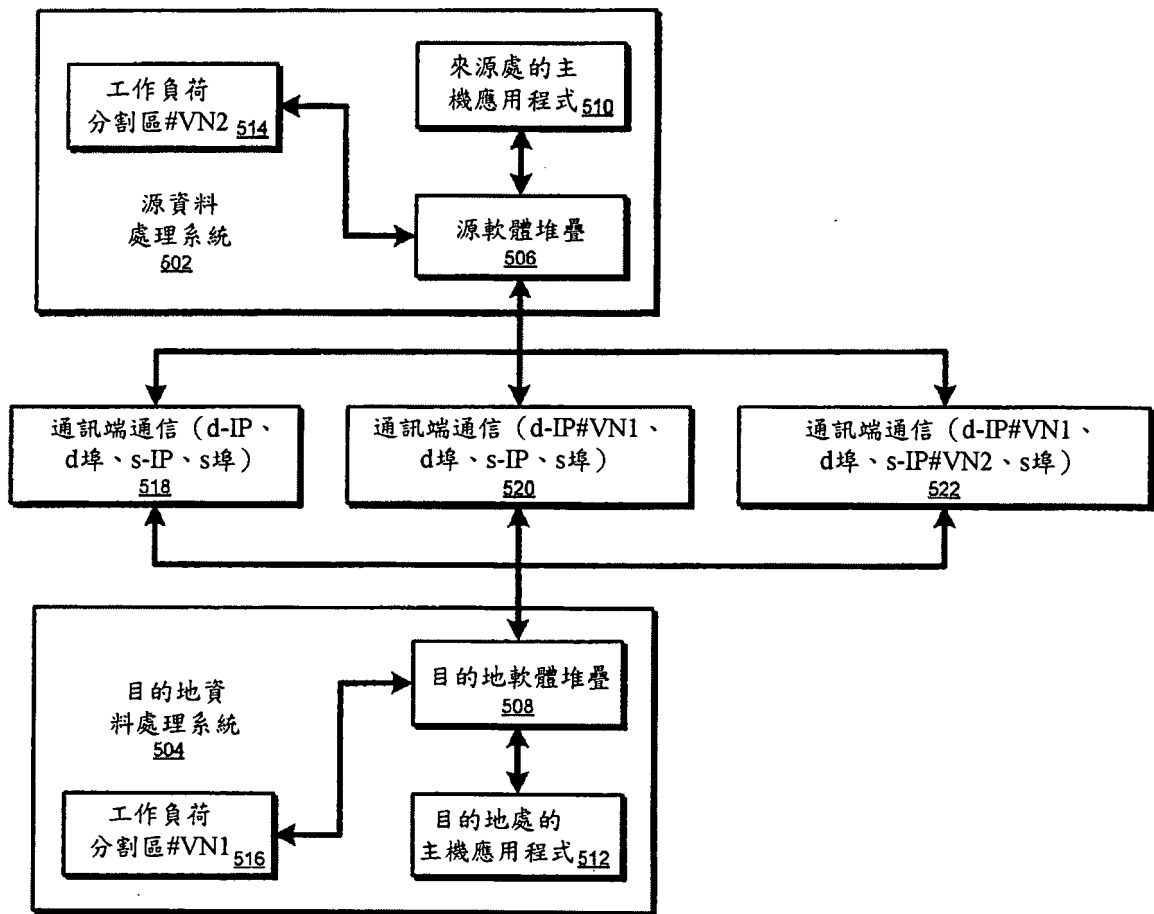 工作負荷
分割區#VN2 514
來源處的主
機應用程式 510
源資料
處理系統
502
源軟體堆疊
506
通訊端通信（d-IP、
d埠、s-IP、s埠）
518
通訊端通信（d-IP#VN1、
d埠、s-IP、s埠）
520
通訊端通信（d-IP#VN1、
d埠、s-IP#VN2、s埠）
522
目的地資
料處理系統
504
目的地軟體堆疊
508
工作負荷
分割區#VN1 516
目的地處的
主機應用程式 512